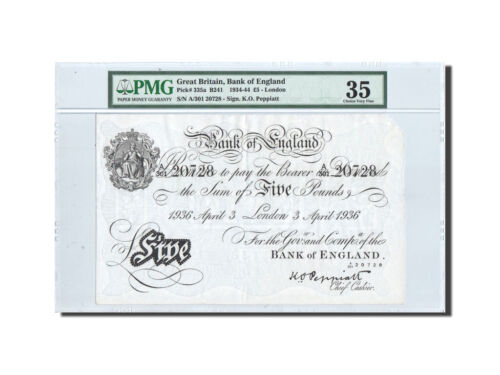 PMG
PAPER MONEY GUARANTY
Great Britain, Bank of England
Pick# 335a B241 1934-44 £5 - London
S/N A/301 20728 - Sign. K.O. Peppiatt
35
Choice Very Fine
Bank of England
A/301 20728 A/301 20728
to pay the Bearer on Demand
the Sum of Five Pounds
1936 April 3 London 3 April 1936
For the Govr. and Compa. of the
BANK OF ENGLAND.
A/301 20728
Five
K.O. Peppiatt
Chief Cashier.